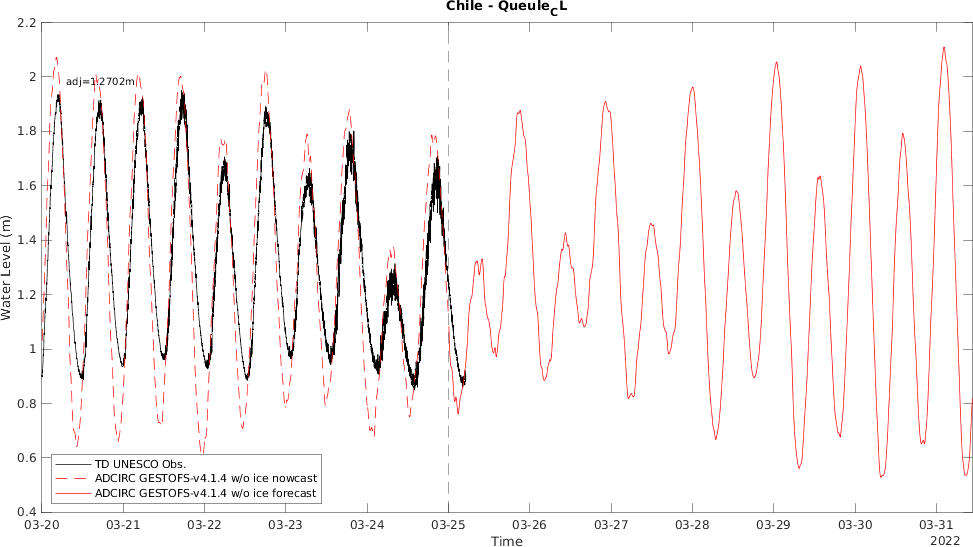 Chile - Queule_CL
2.2
2
1.8
1.6
1.4
1.2
1
0.8
0.6
0.4
Water Level (m)
adj=1.2702m
TD UNESCO Obs.
ADCIRC GESTOFS-v4.1.4 w/o ice nowcast
ADCIRC GESTOFS-v4.1.4 w/o ice forecast
03-20 03-21 03-22 03-23 03-24 03-25 03-26 03-27 03-28 03-29 03-30 03-31
Time
2022